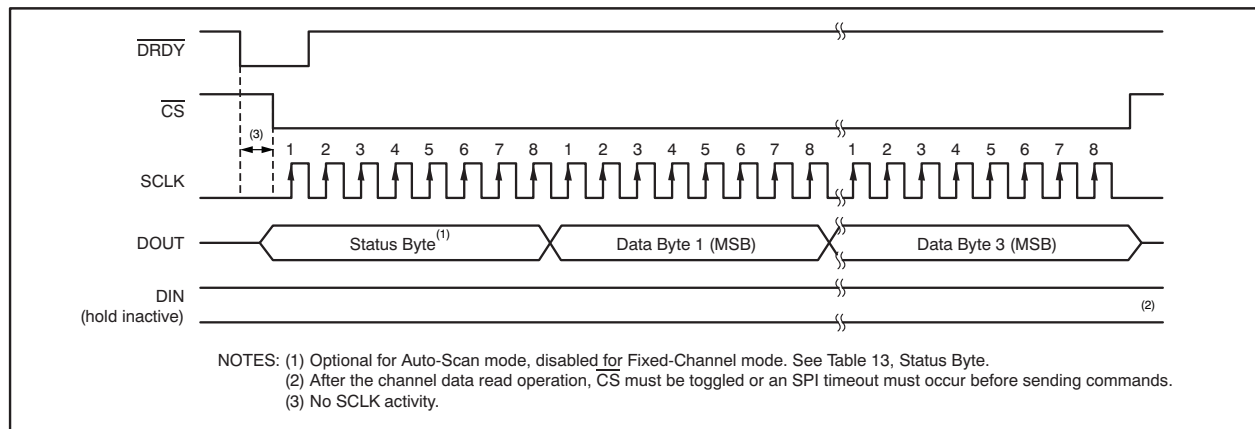 DRDY
CS
(3)
1 2 3 4 5 6 7 8 1 2 3 4 5 6 7 8 1 2 3 4 5 6 7 8
SCLK
DOUT Status Byte(1) Data Byte 1 (MSB) Data Byte 3 (MSB)
DIN
(hold inactive) (2)
NOTES: (1) Optional for Auto-Scan mode, disabled for Fixed-Channel mode. See Table 13, Status Byte.
(2) After the channel data read operation, CS must be toggled or an SPI timeout must occur before sending commands.
(3) No SCLK activity.